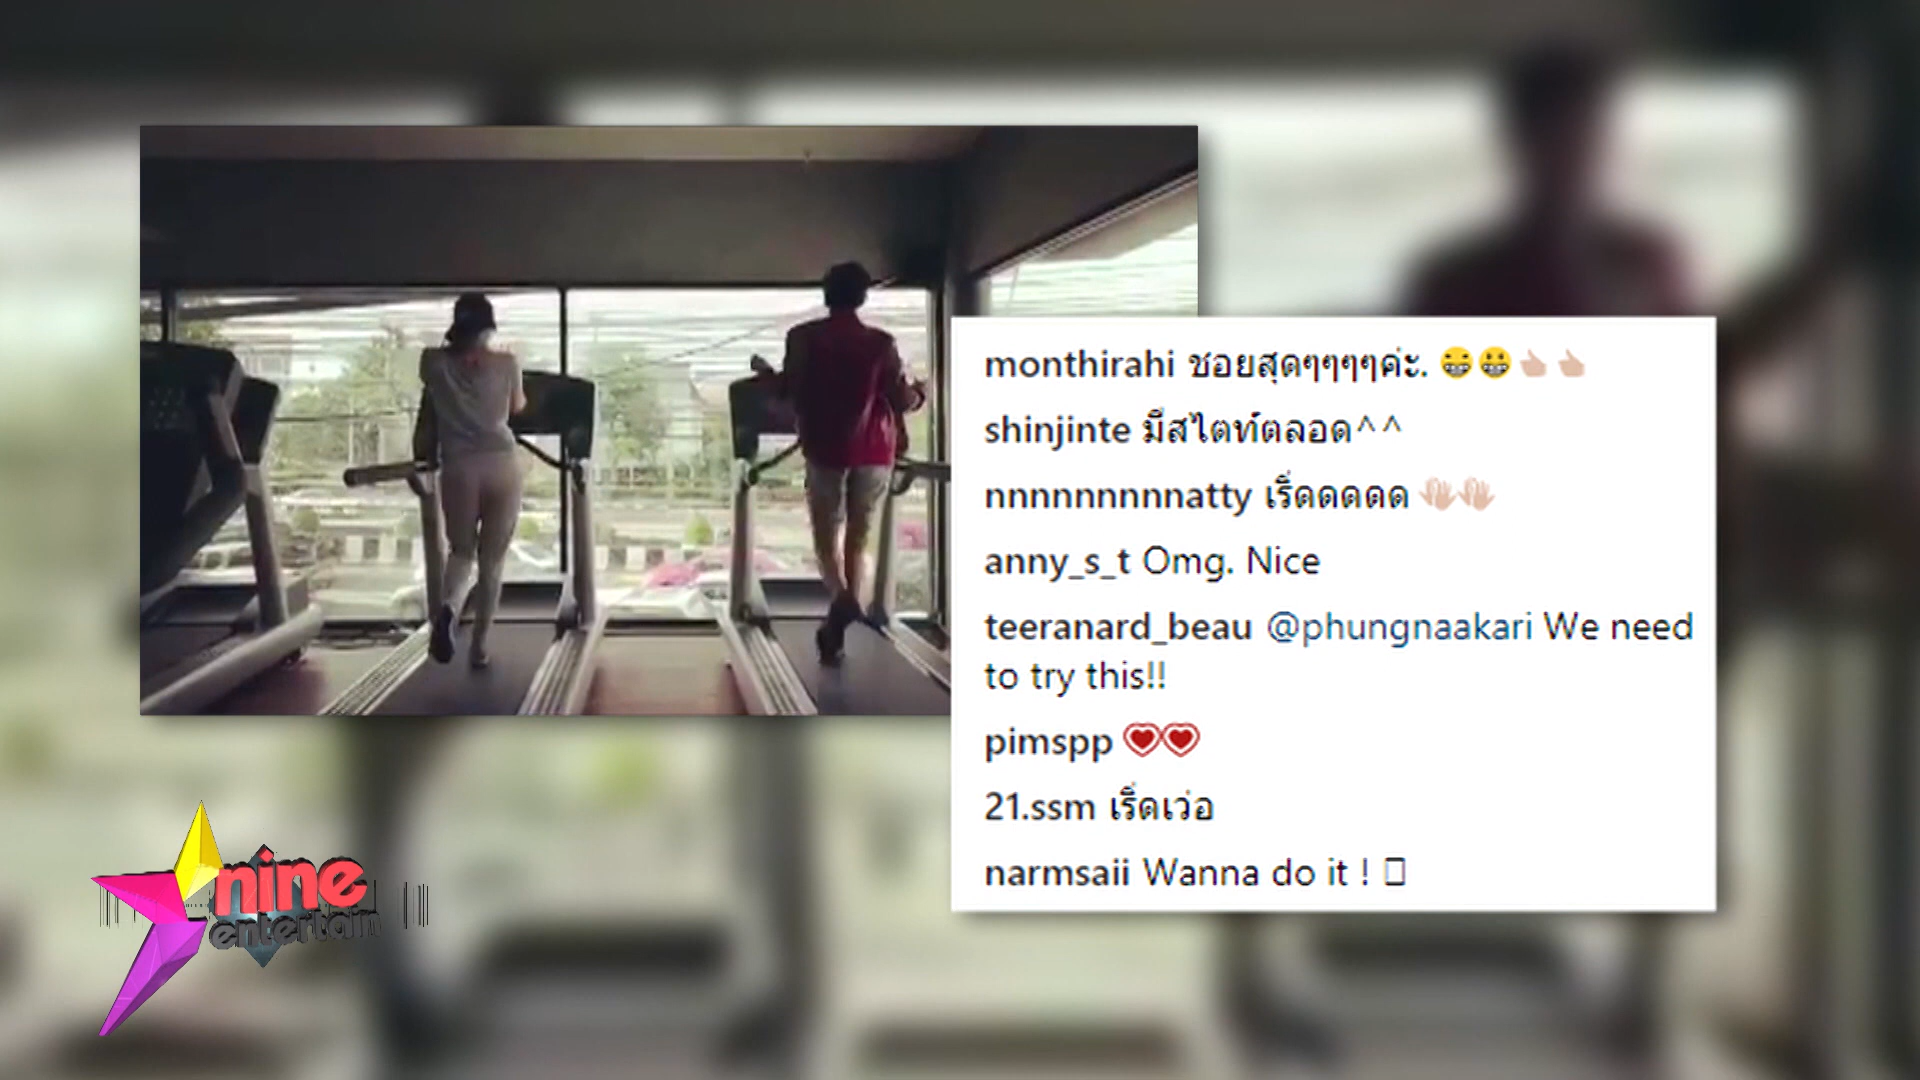 monthirahi ชอยสุดๆๆๆๆค่ะ. 😁😬👍🏻👍🏻
shinjinte มีสไตท์ตลอด^^
nnnnnnnnnatty เริ่ดดดดด 👋🏻👋🏻
anny_s_t Omg. Nice
teeranard_beau @phungnaakari We need
to try this!!
pimspp 💗💗
21.ssm เริ่ดเว่อ
narmsaii Wanna do it !
nine
entertain